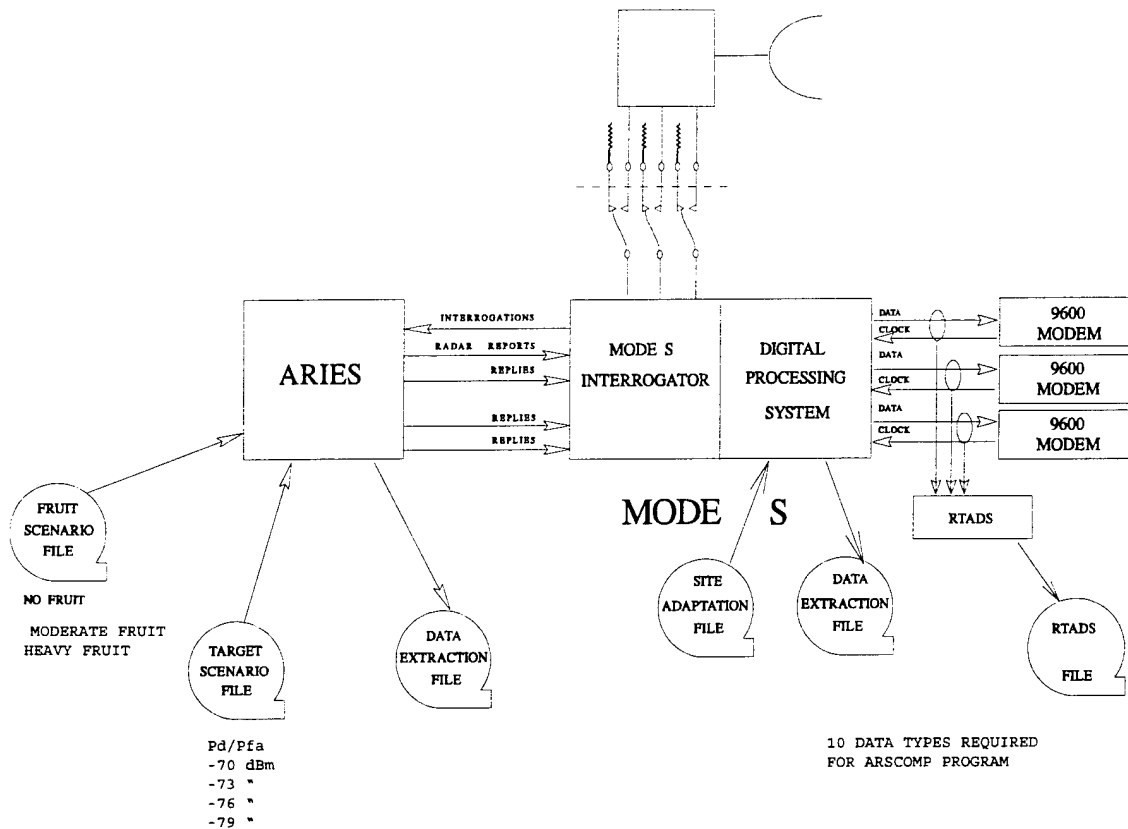 INTERROGATIONS
RADAR REPORTS
REPLIES
REPLIES
REPLIES
ARIES
MODE S
INTERROGATOR
DIGITAL
PROCESSING
SYSTEM
DATA
CLOCK
DATA
CLOCK
DATA
CLOCK
9600
MODEM
9600
MODEM
9600
MODEM
MODE S
RTADS
FRUIT
SCENARIO
FILE
NO FRUIT
MODERATE FRUIT
HEAVY FRUIT
TARGET
SCENARIO
FILE
Pd/Pfa
-70 dBm
-73 "
-76 "
-79 "
DATA
EXTRACTION
FILE
SITE
ADAPTATION
FILE
DATA
EXTRACTION
FILE
RTADS
FILE
10 DATA TYPES REQUIRED
FOR ARSCOMP PROGRAM